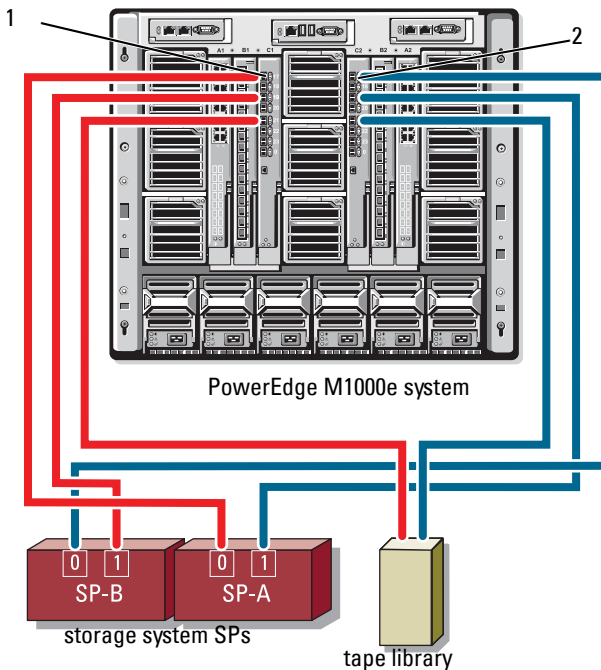 1
2
A1 B1 C1 C2 B2 A2
PowerEdge M1000e system
0 1 0 1
SP-B SP-A
storage system SPs
tape library